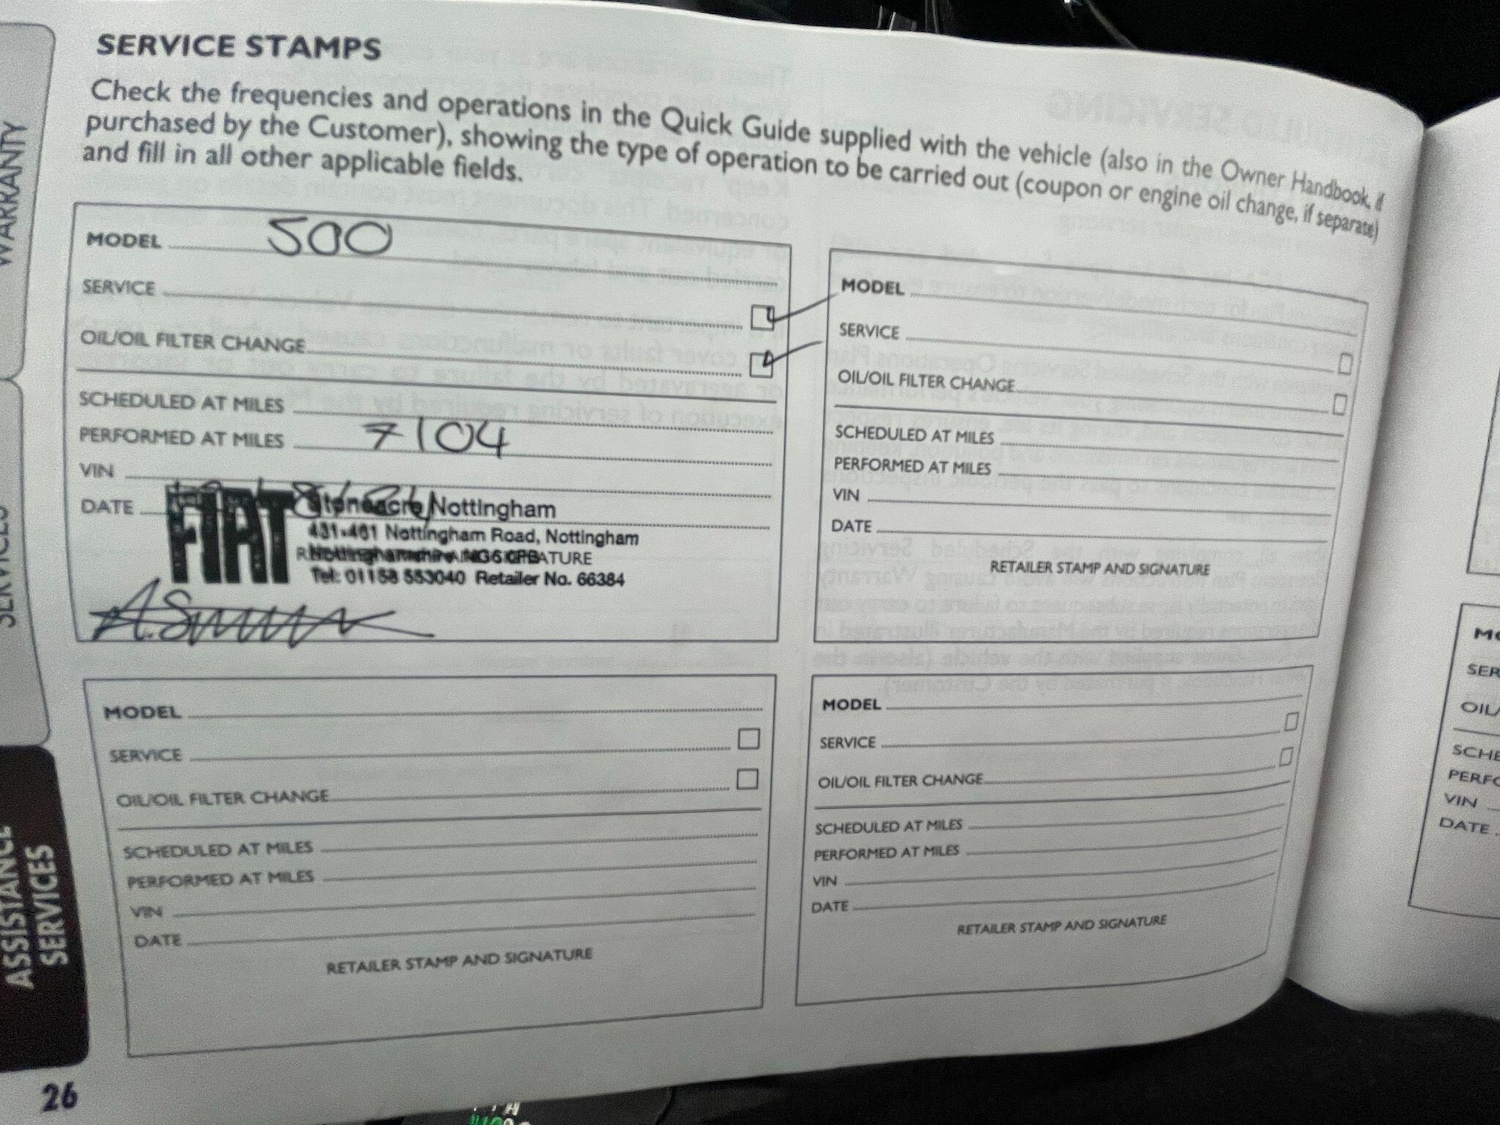 SERVICE STAMPS
Check the frequencies and operations in the Quick Guide supplied with the vehicle (also in the Owner Handbook, if
purchased by the Customer), showing the type of operation to be carried out (coupon or engine oil change, if separate)
and fill in all other applicable fields.
MODEL 500
SERVICE
OIL/OIL FILTER CHANGE
SCHEDULED AT MILES
PERFORMED AT MILES 7104
VIN
DATE
FIAT
Stoneacre Nottingham
431-461 Nottingham Road, Nottingham
Nottinghamshire NG6
Tel: 01158 553040 Retailer No. 66384
MODEL
SERVICE
OIL/OIL FILTER CHANGE
SCHEDULED AT MILES
PERFORMED AT MILES
VIN
DATE
RETAILER STAMP AND SIGNATURE
MODEL
SERVICE
OIL/OIL FILTER CHANGE
SCHEDULED AT MILES
PERFORMED AT MILES
VIN
DATE
RETAILER STAMP AND SIGNATURE
MODEL
SERVICE
OIL/OIL FILTER CHANGE
SCHEDULED AT MILES
PERFORMED AT MILES
VIN
DATE
RETAILER STAMP AND SIGNATURE
26
WARRANTY
SERVICES
ASSISTANCE
SERVICES
VIN
DATE